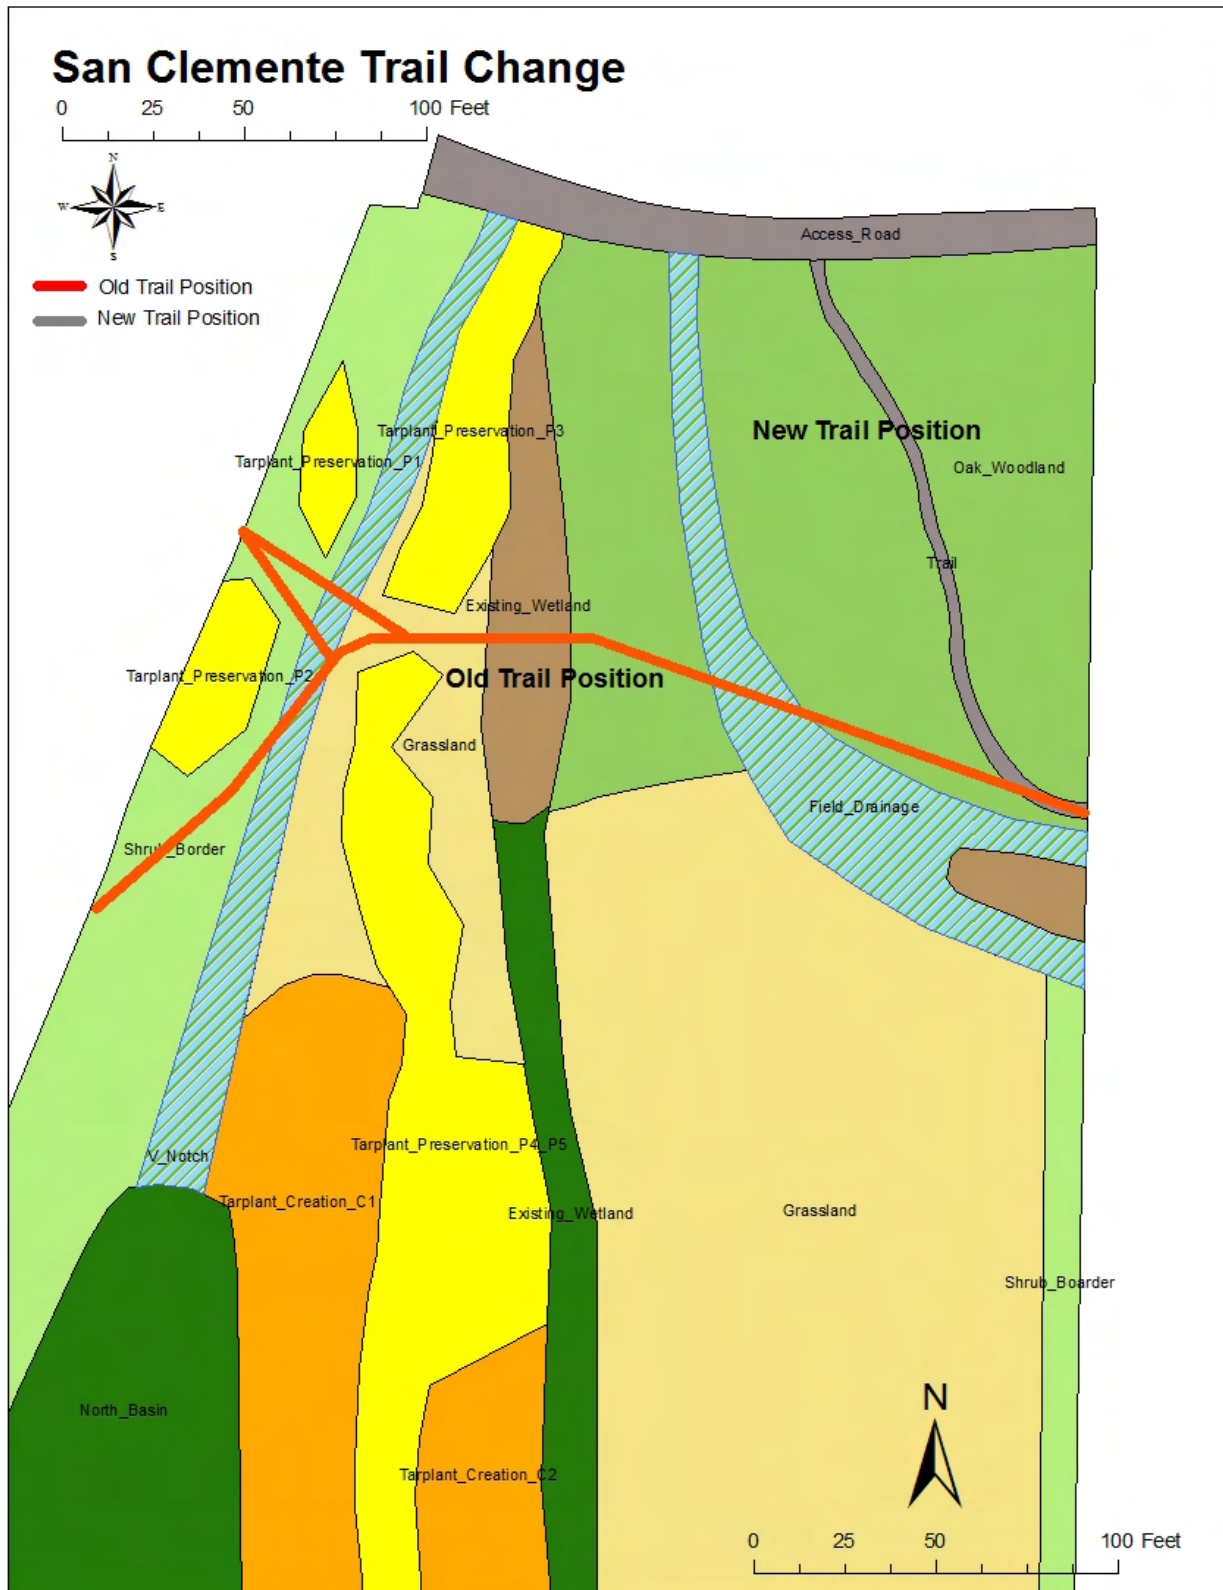 San Clemente Trail Change
0 25 50 100 Feet
N
W E
S
Old Trail Position
New Trail Position
Access_Road
Tarplant_Preservation_P3
New Trail Position
Tarplant_Preservation_P1
Oak_Woodland
Trail
Existing_Wetland
Tarplant_Preservation_P2
Old Trail Position
Grassland
Field_Drainage
Shrub_Border
Tarplant_Preservation_P4_P5
V_Notch
Tarplant_Creation_C1
Existing_Wetland
Grassland
Shrub_Boarder
North_Basin
N
Tarplant_Creation_C2
0 25 50 100 Feet